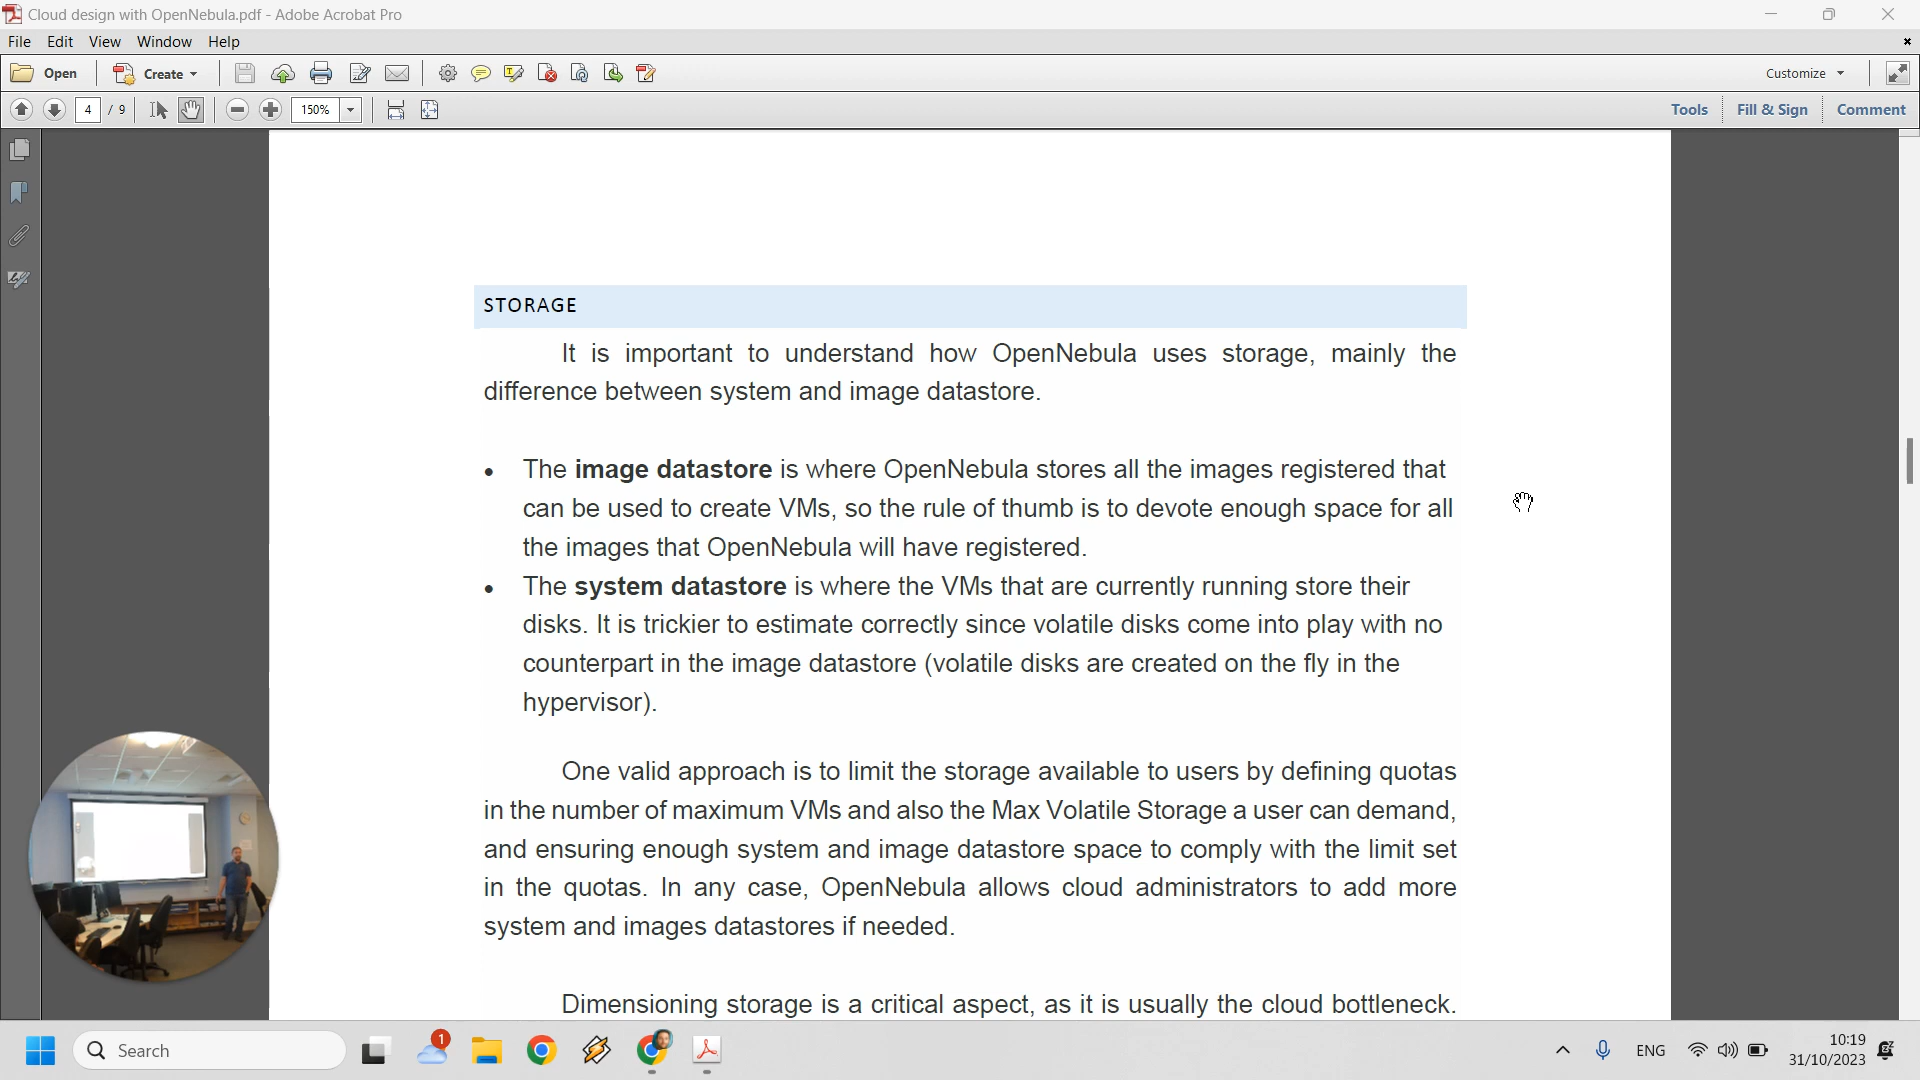 Cloud design with OpenNebula.pdf - Adobe Acrobat Pro
File Edit View Window Help
Open Create Customize
4 / 9 150% Tools Fill & Sign Comment
STORAGE
It is important to understand how OpenNebula uses storage, mainly the
difference between system and image datastore.
• The image datastore is where OpenNebula stores all the images registered that
can be used to create VMs, so the rule of thumb is to devote enough space for all
the images that OpenNebula will have registered.
• The system datastore is where the VMs that are currently running store their
disks. It is trickier to estimate correctly since volatile disks come into play with no
counterpart in the image datastore (volatile disks are created on the fly in the
hypervisor).
One valid approach is to limit the storage available to users by defining quotas
in the number of maximum VMs and also the Max Volatile Storage a user can demand,
and ensuring enough system and image datastore space to comply with the limit set
in the quotas. In any case, OpenNebula allows cloud administrators to add more
system and images datastores if needed.
Dimensioning storage is a critical aspect, as it is usually the cloud bottleneck.
Search 1 ENG 10:19
31/10/2023